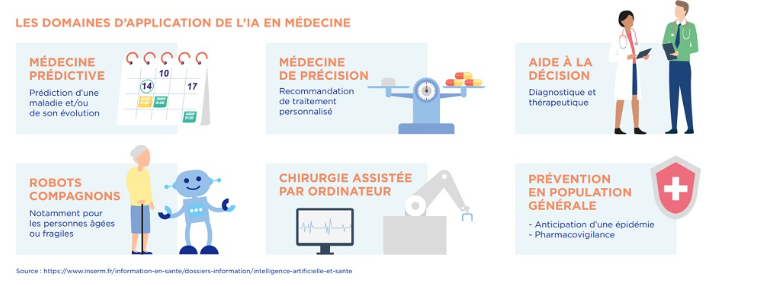 LES DOMAINES D'APPLICATION DE L'IA EN MÉDECINE
MÉDECINE
PRÉDICTIVE
Prédiction d'une
maladie et/ou
de son évolution
10
14
17
MÉDECINE
DE PRÉCISION
Recommandation
de traitement
personnalisé
AIDE À LA
DÉCISION
Diagnostique et
thérapeutique
ROBOTS
COMPAGNONS
Notamment pour
les personnes âgées
ou fragiles
CHIRURGIE ASSISTÉE
PAR ORDINATEUR
PRÉVENTION
EN POPULATION
GÉNÉRALE
- Anticipation d'une épidémie
- Pharmacovigilance
Source : https://www.inserm.fr/information-en-sante/dossiers-information/intelligence-artificielle-et-sante